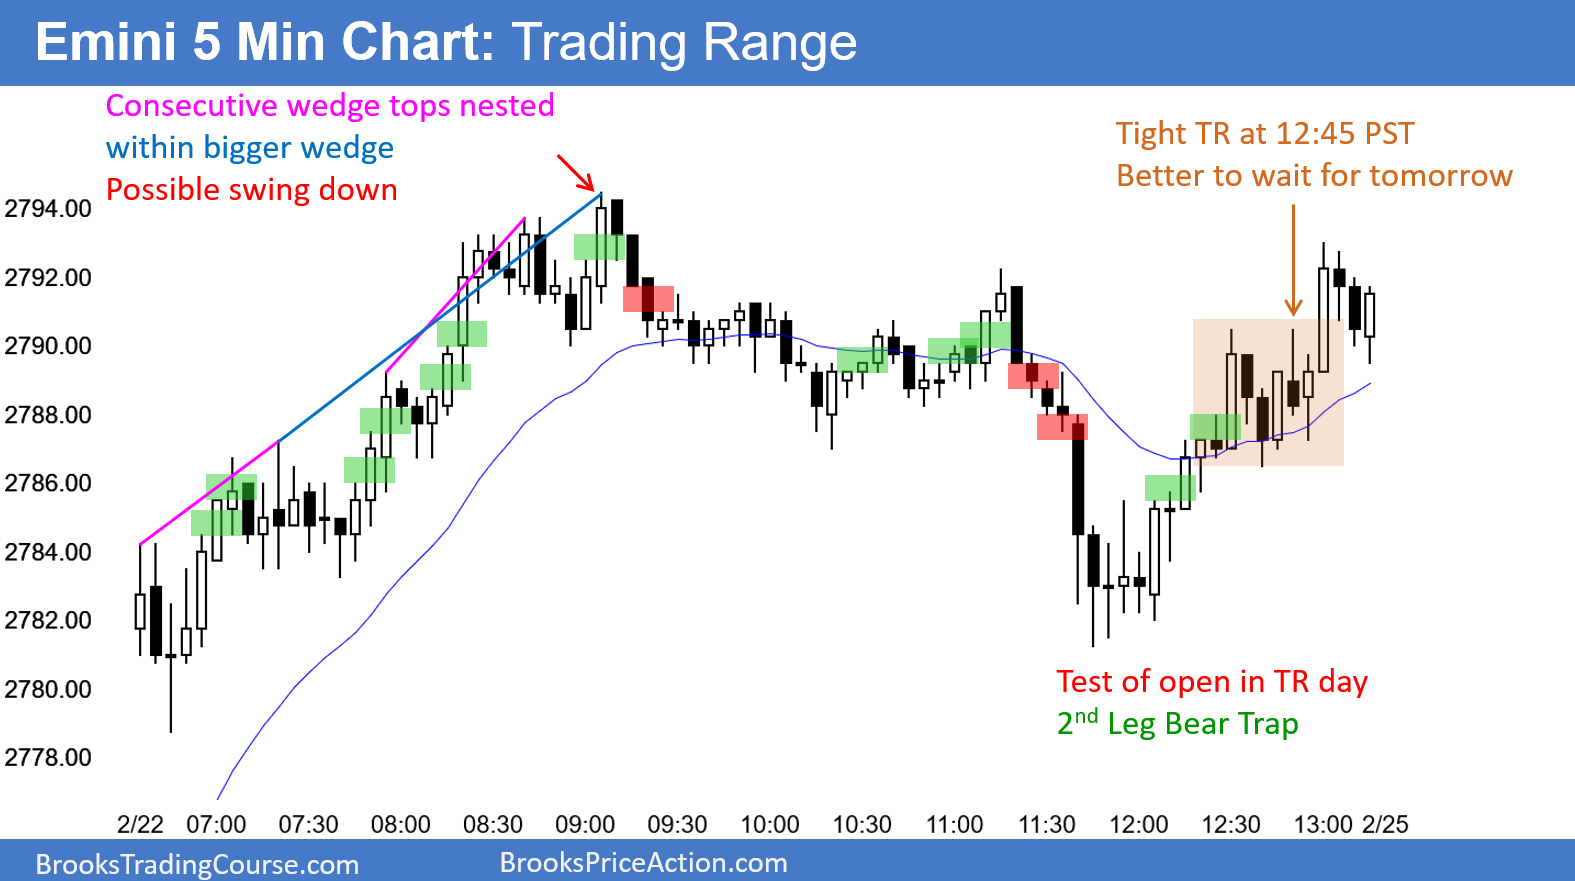 Emini 5 Min Chart: Trading Range
Consecutive wedge tops nested
within bigger wedge
Possible swing down
Tight TR at 12:45 PST
Better to wait for tomorrow
2794.00
2792.00
2790.00
2788.00
2786.00
2784.00
2782.00
2780.00
2778.00
Test of open in TR day
2nd Leg Bear Trap
2/22 07:00 07:30 08:00 08:30 09:00 09:30 10:00 10:30 11:00 11:30 12:00 12:30 13:00 2/25
BrooksTradingCourse.com BrooksPriceAction.com